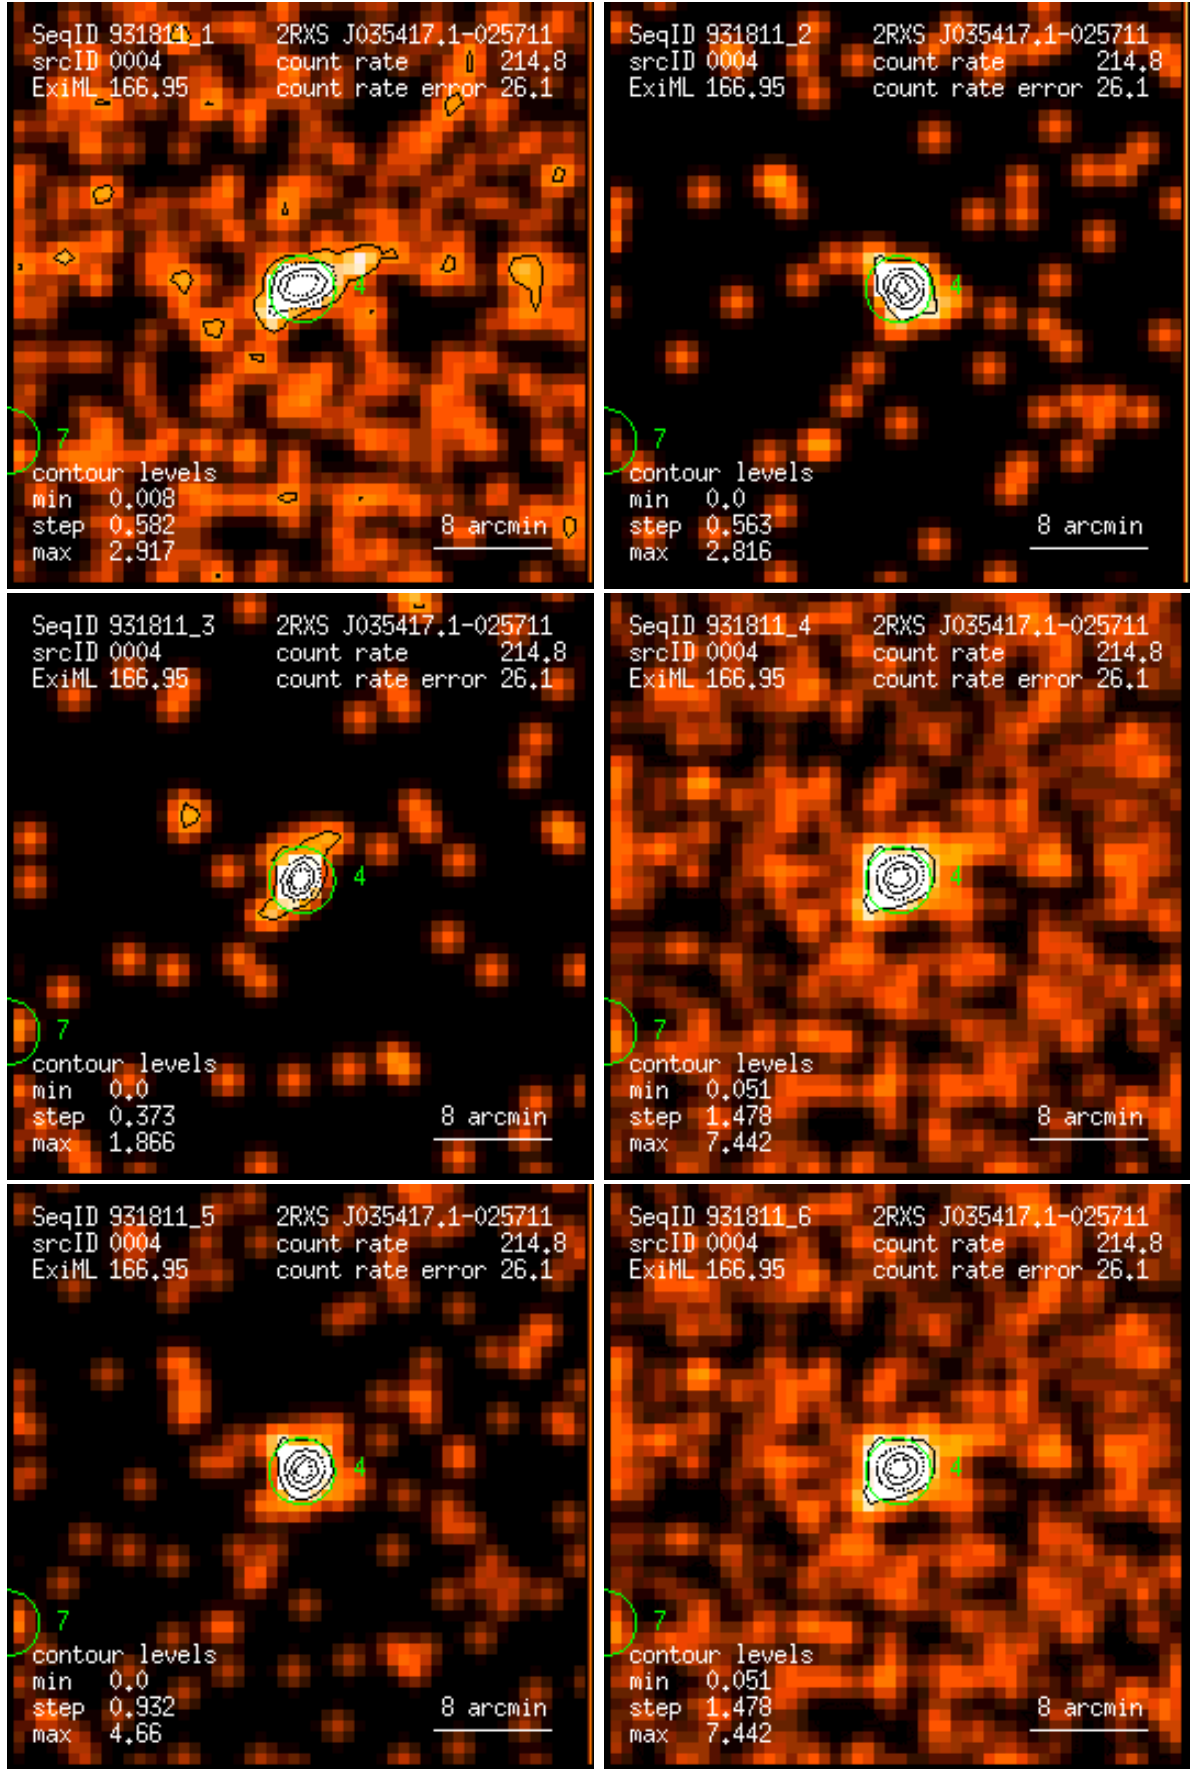 SeqID 931811_1 2RXS J035417.1-025711
srcID 0004 count rate 214.8
ExiML 166.95 count rate error 26.1
4
7
contour levels
min 0.008
step 0.582 8 arcmin
max 2.917
SeqID 931811_2 2RXS J035417.1-025711
srcID 0004 count rate 214.8
ExiML 166.95 count rate error 26.1
4
7
contour levels
min 0.0
step 0.563 8 arcmin
max 2.816
SeqID 931811_3 2RXS J035417.1-025711
srcID 0004 count rate 214.8
ExiML 166.95 count rate error 26.1
4
7
contour levels
min 0.0
step 0.373 8 arcmin
max 1.866
SeqID 931811_4 2RXS J035417.1-025711
srcID 0004 count rate 214.8
ExiML 166.95 count rate error 26.1
4
7
contour levels
min 0.051
step 1.478 8 arcmin
max 7.442
SeqID 931811_5 2RXS J035417.1-025711
srcID 0004 count rate 214.8
ExiML 166.95 count rate error 26.1
4
7
contour levels
min 0.0
step 0.932 8 arcmin
max 4.66
SeqID 931811_6 2RXS J035417.1-025711
srcID 0004 count rate 214.8
ExiML 166.95 count rate error 26.1
4
7
contour levels
min 0.051
step 1.478 8 arcmin
max 7.442